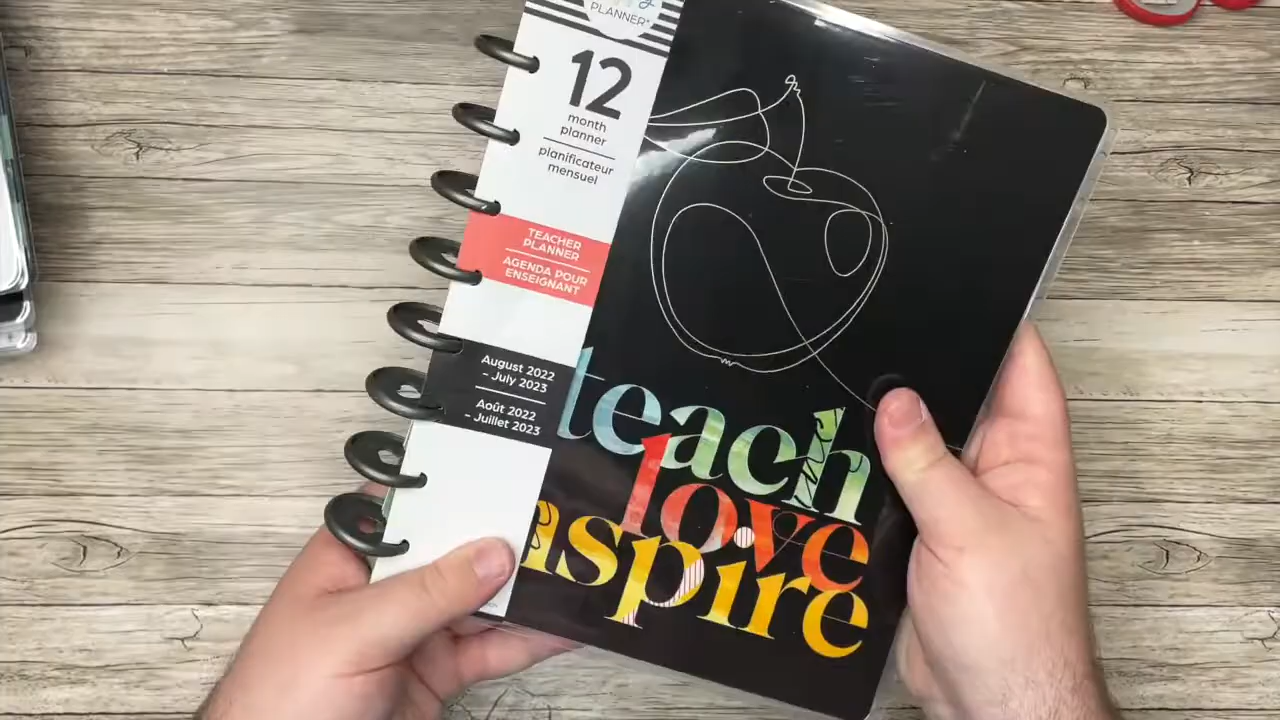 PLANNER
12
month
planner
planificateur
mensuel
TEACHER
PLANNER
AGENDA POUR
ENSEIGNANT
August 2022
– July 2023
Août 2022
– Juillet 2023
teach
love
nspire